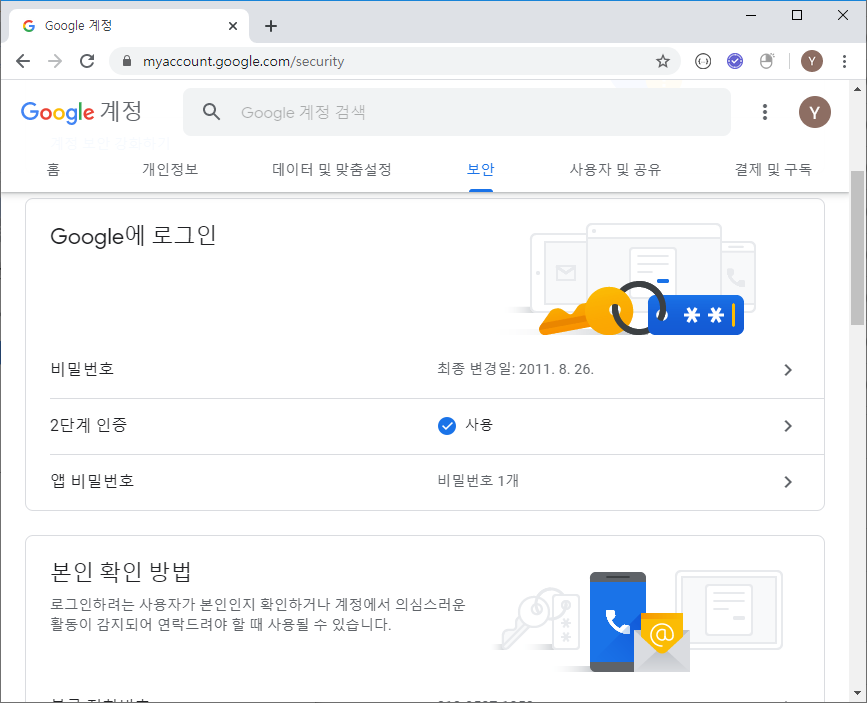 Google 계정
myaccount.google.com/security
Y
Google 계정
Google 계정 검색
Y
홈
개인정보
데이터 및 맞춤설정
보안
사용자 및 공유
결제 및 구독
Google에 로그인
**
비밀번호
최종 변경일: 2011. 8. 26.
2단계 인증
사용
앱 비밀번호
비밀번호 1개
본인 확인 방법
로그인하려는 사용자가 본인인지 확인하거나 계정에서 의심스러운
활동이 감지되어 연락드려야 할 때 사용될 수 있습니다.
@